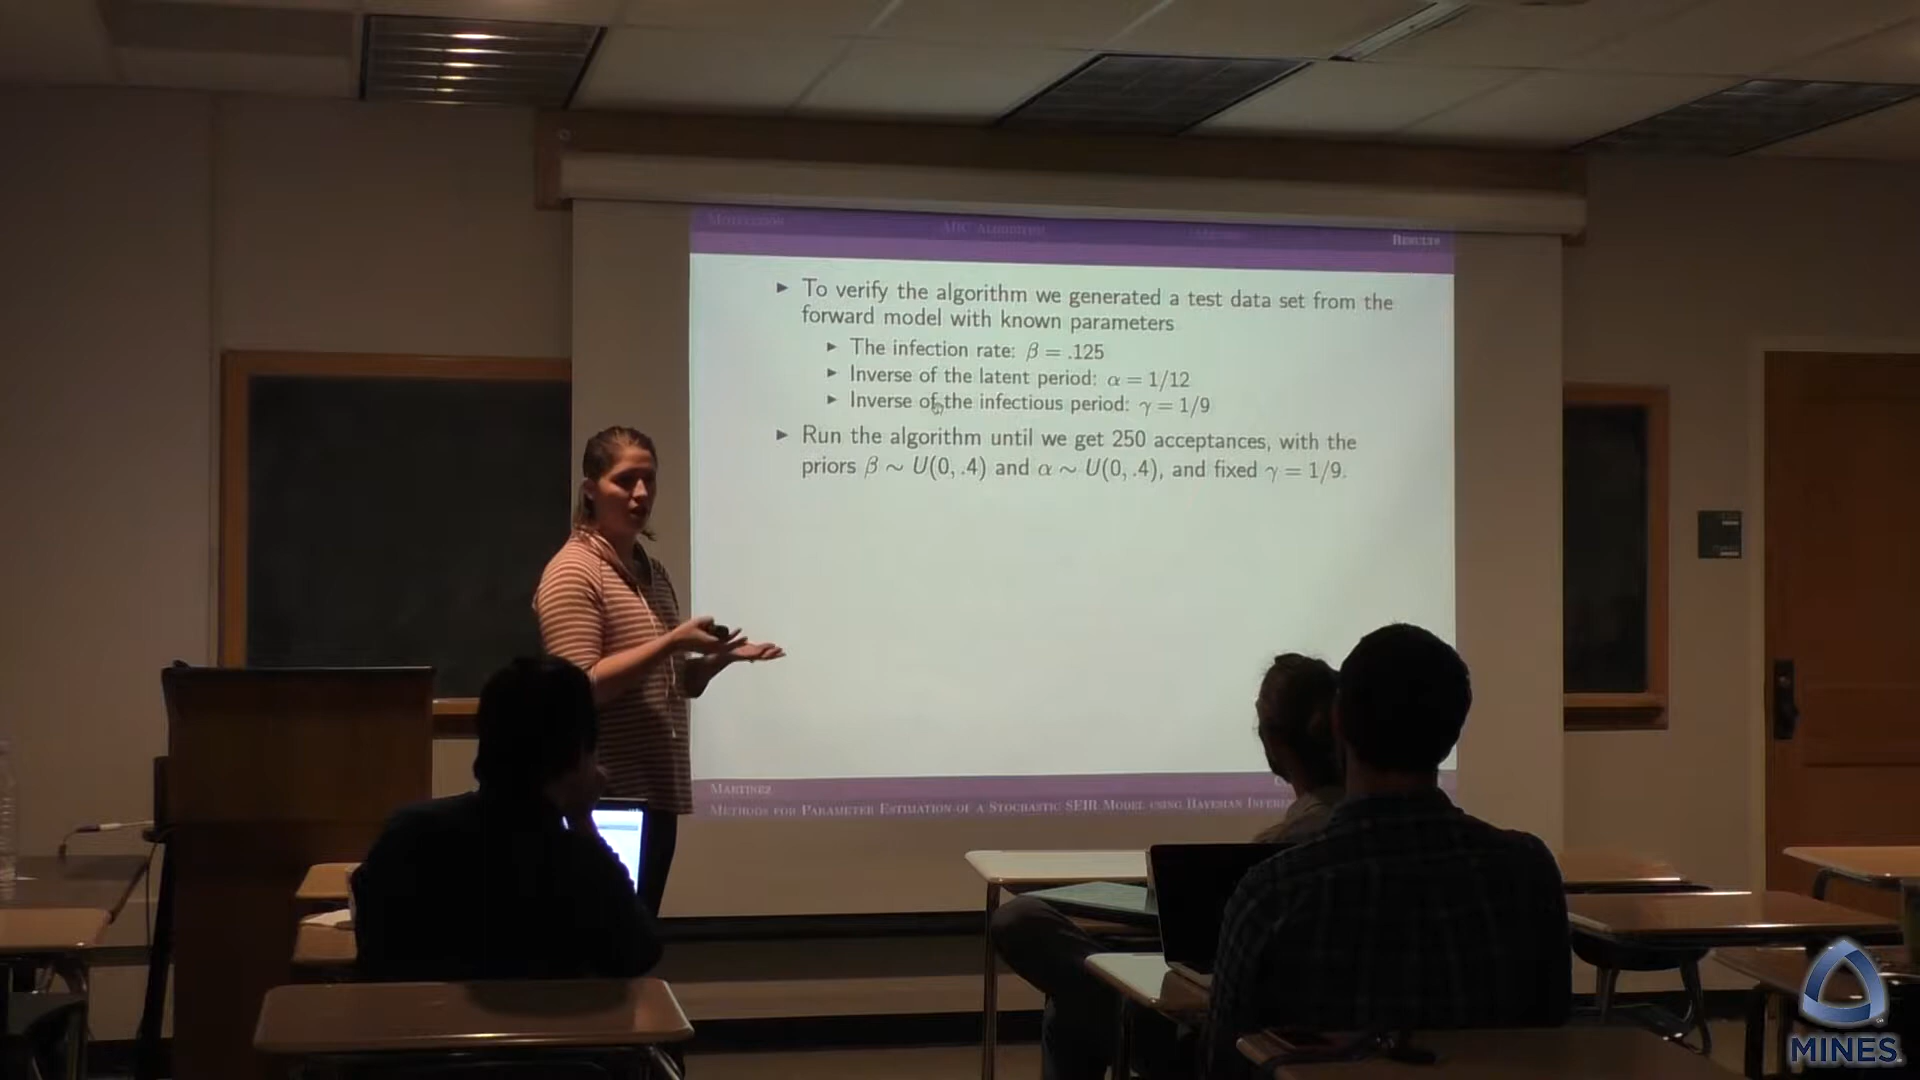 MOTIVATION
ABC ALGORITHM
RESULTS
▶ To verify the algorithm we generated a test data set from the
forward model with known parameters
▶ The infection rate: β = .125
▶ Inverse of the latent period: α = 1/12
▶ Inverse of the infectious period: γ = 1/9
▶ Run the algorithm until we get 250 acceptances, with the
priors β ∼ U(0, .4) and α ∼ U(0, .4), and fixed γ = 1/9.
MARTINEZ
METHODS FOR PARAMETER ESTIMATION OF A STOCHASTIC SEIR MODEL USING BAYESIAN
MINES